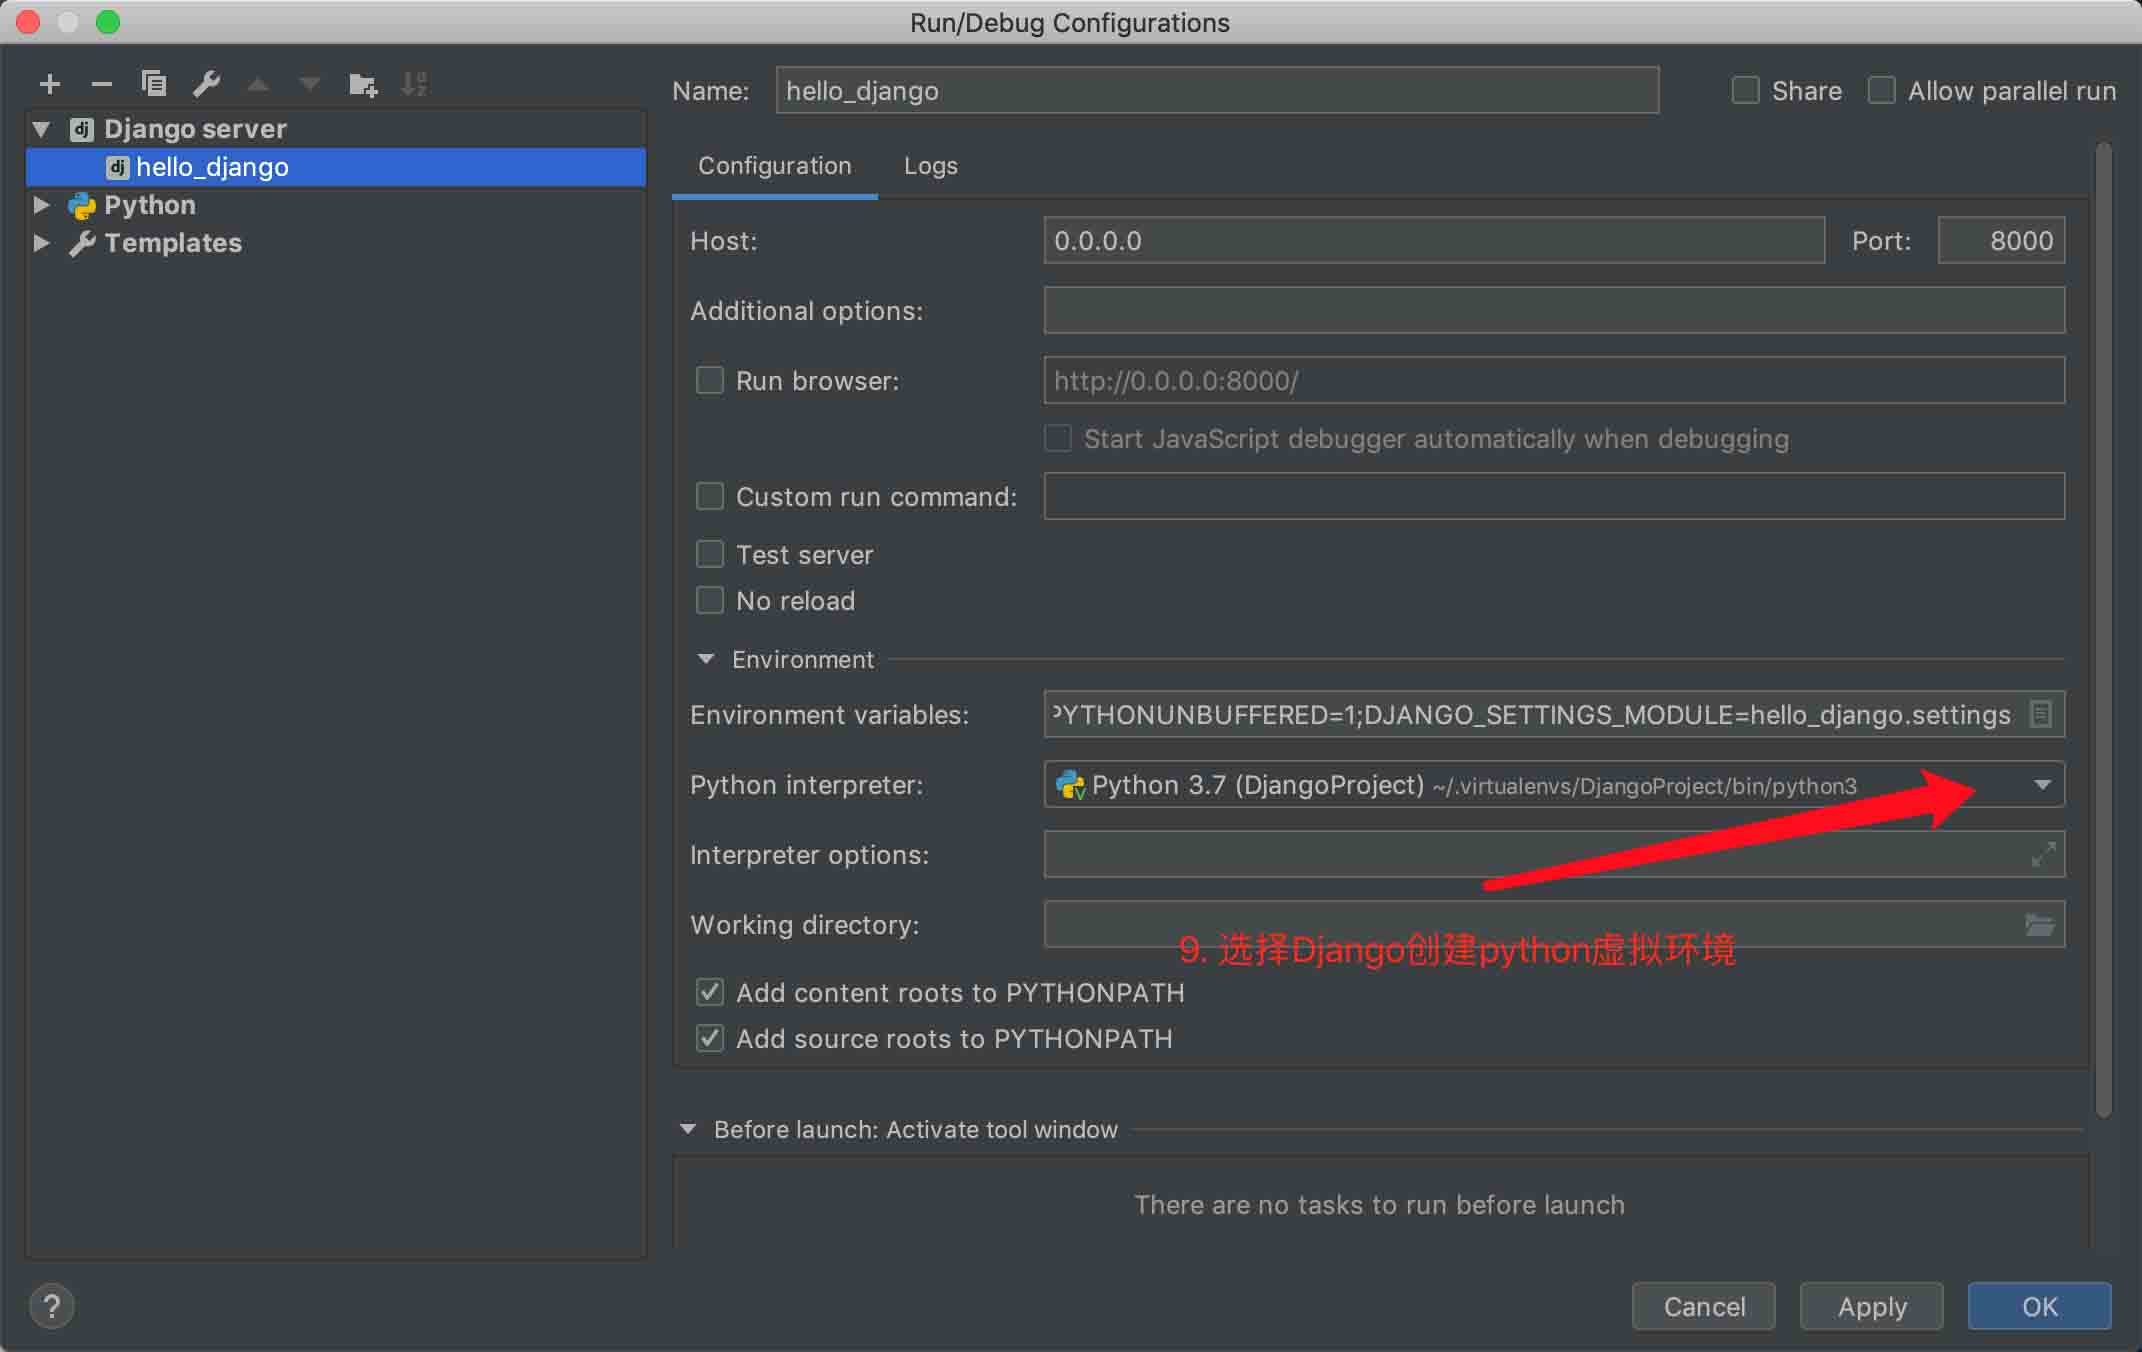 Run/Debug Configurations
Name: hello_django Share Allow parallel run
Django server
hello_django
Python
Templates
Configuration Logs
Host: 0.0.0.0 Port: 8000
Additional options:
Run browser: http://0.0.0.0:8000/
Start JavaScript debugger automatically when debugging
Custom run command:
Test server
No reload
Environment
Environment variables: PYTHONUNBUFFERED=1;DJANGO_SETTINGS_MODULE=hello_django.settings
Python interpreter: Python 3.7 (DjangoProject) ~/.virtualenvs/DjangoProject/bin/python3
Interpreter options:
Working directory:
9. 选择Django创建python虚拟环境
Add content roots to PYTHONPATH
Add source roots to PYTHONPATH
Before launch: Activate tool window
There are no tasks to run before launch
? Cancel Apply OK